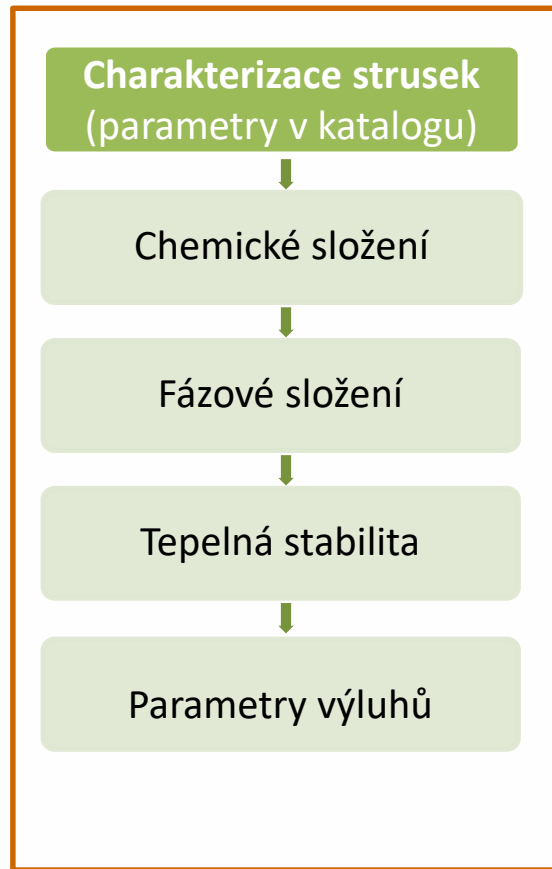 Charakterizace strusek
(parametry v katalogu)
Chemické složení
Fázové složení
Tepelná stabilita
Parametry výluhů